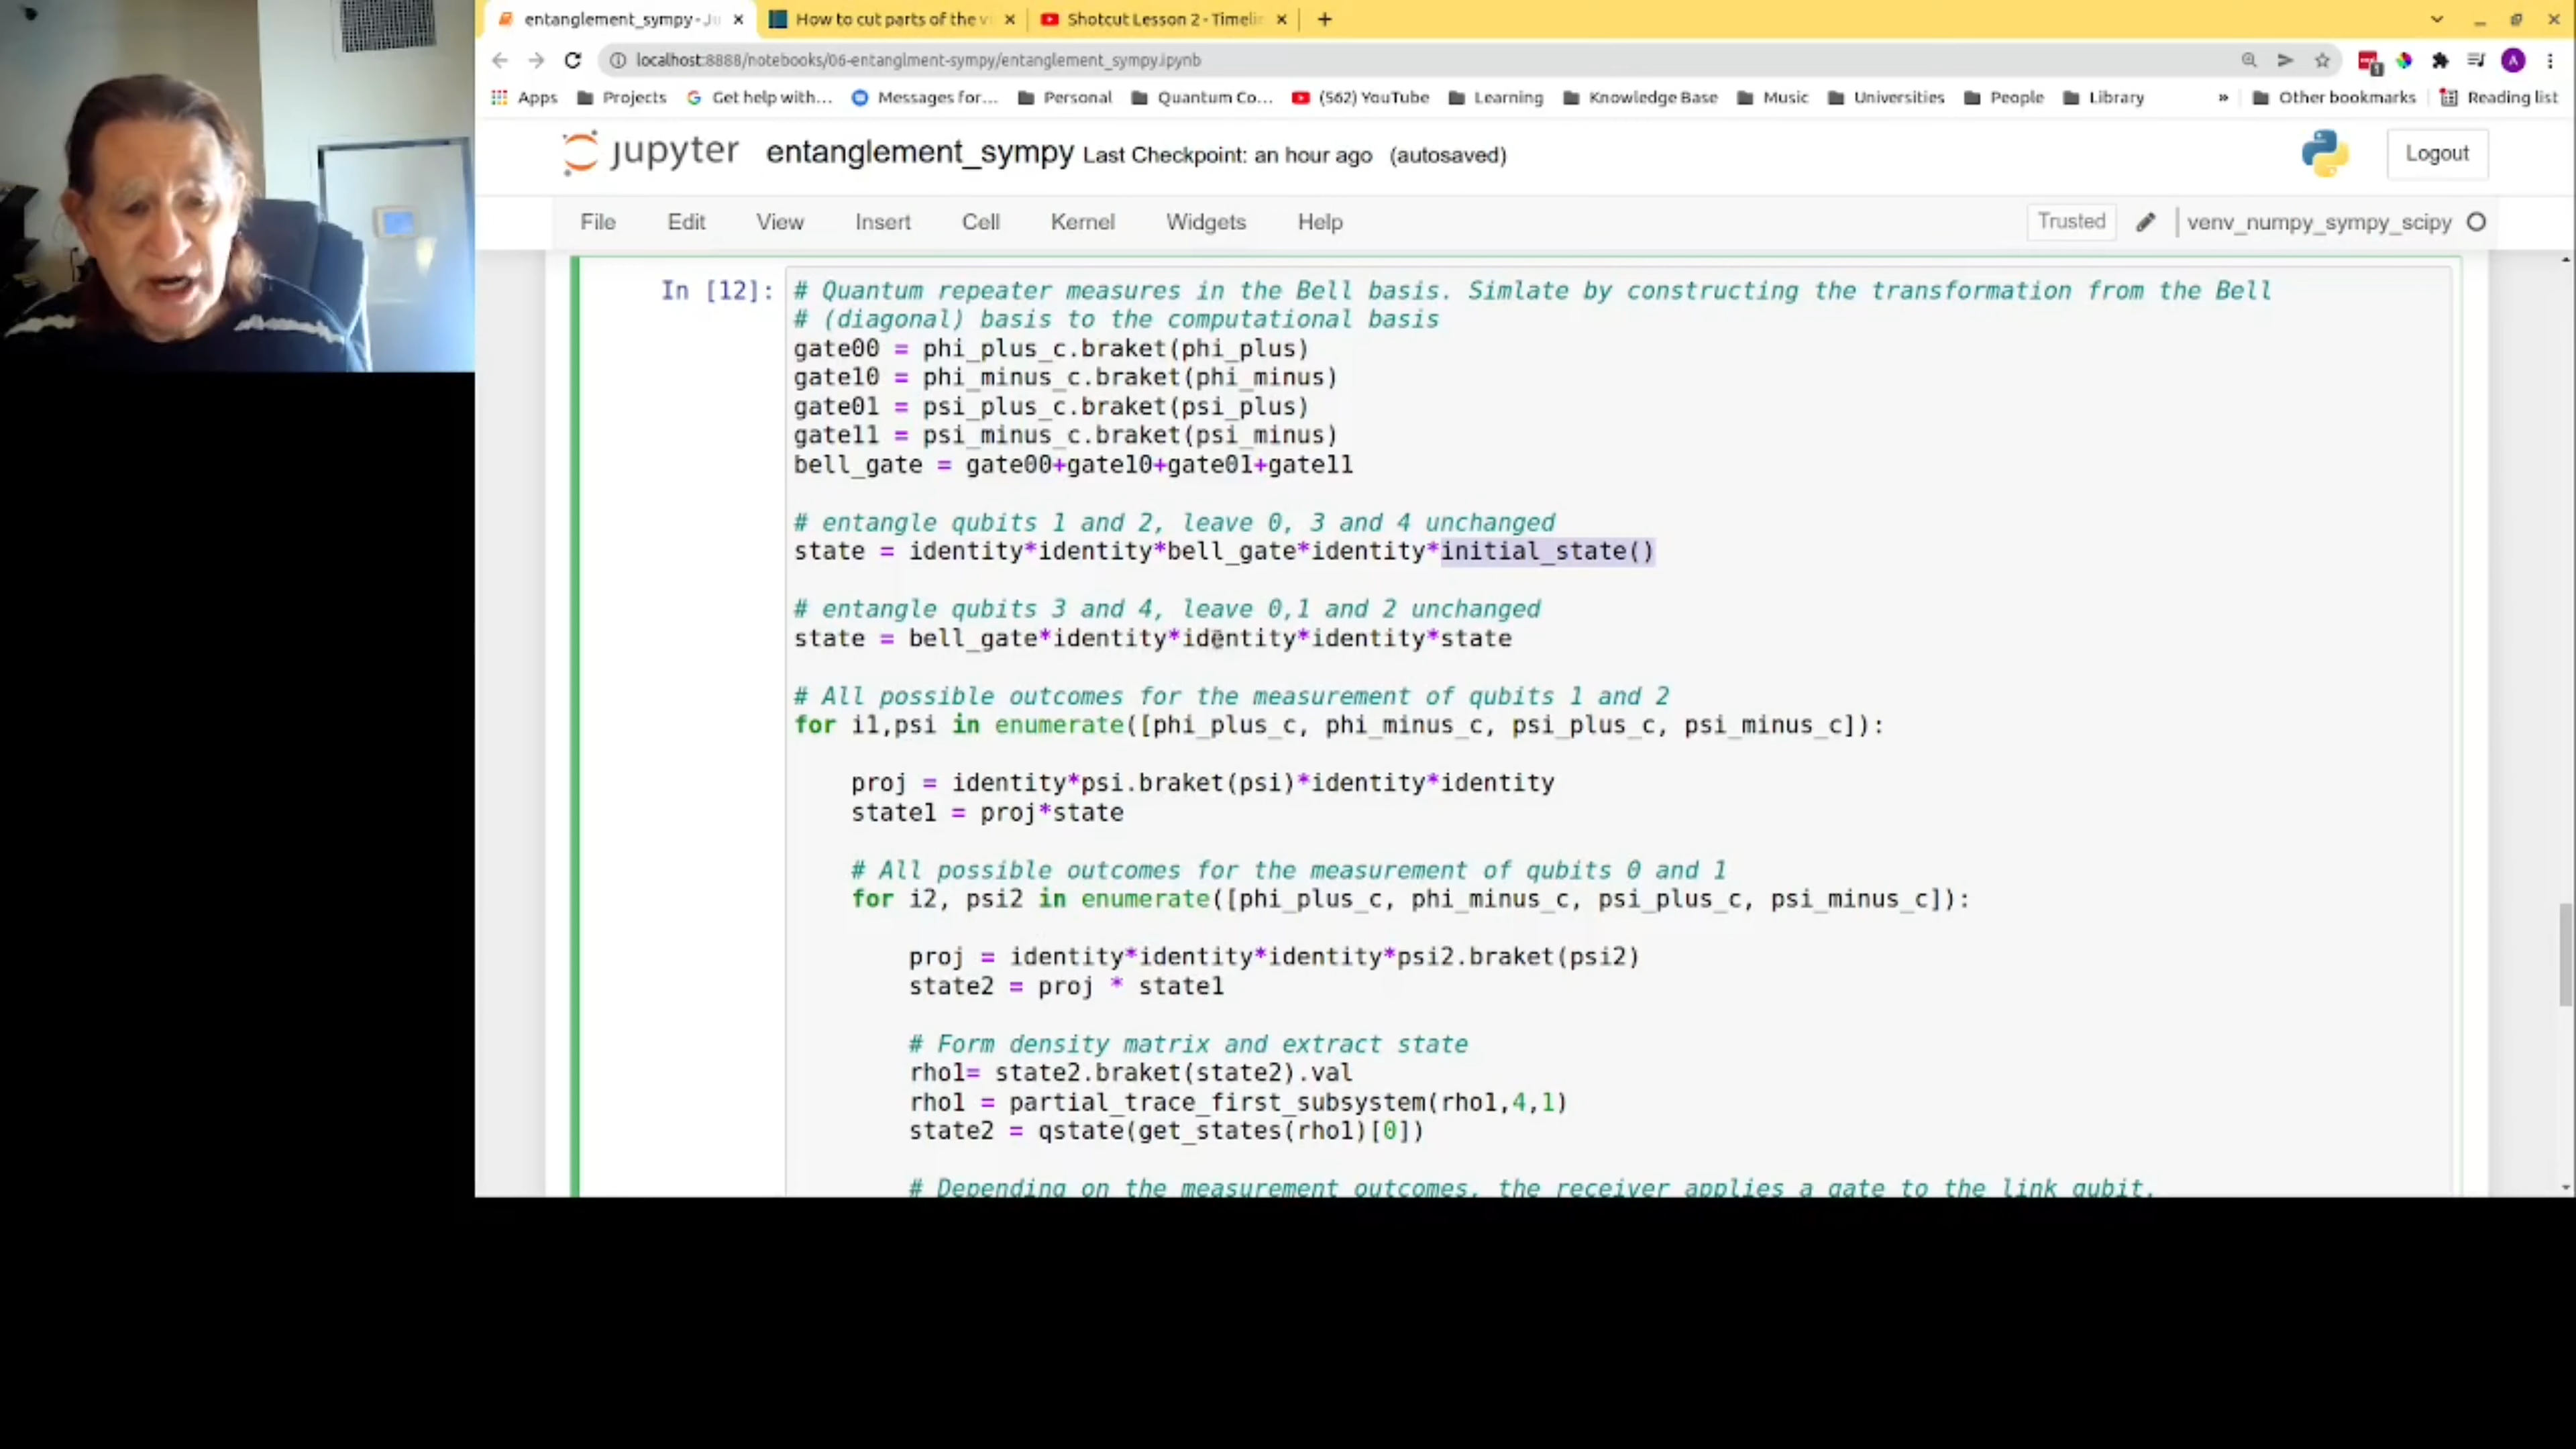 entanglement_sympy - Ju
How to cut parts of the v
Shotcut Lesson 2 - Timelin
localhost:8888/notebooks/06-entanglment-sympy/entanglement_sympy.ipynb
A
Apps Projects Get help with... Messages for... Personal Quantum Co... (562) YouTube Learning Knowledge Base Music Universities People Library » Other bookmarks Reading list
jupyter entanglement_sympy Last Checkpoint: an hour ago (autosaved) Logout
File Edit View Insert Cell Kernel Widgets Help Trusted venv_numpy_sympy_scipy
In [12]: # Quantum repeater measures in the Bell basis. Simlate by constructing the transformation from the Bell
# (diagonal) basis to the computational basis
gate00 = phi_plus_c.braket(phi_plus)
gate10 = phi_minus_c.braket(phi_minus)
gate01 = psi_plus_c.braket(psi_plus)
gate11 = psi_minus_c.braket(psi_minus)
bell_gate = gate00+gate10+gate01+gate11
# entangle qubits 1 and 2, leave 0, 3 and 4 unchanged
state = identity*identity*bell_gate*identity*initial_state()
# entangle qubits 3 and 4, leave 0,1 and 2 unchanged
state = bell_gate*identity*identity*identity*state
# All possible outcomes for the measurement of qubits 1 and 2
for i1,psi in enumerate([phi_plus_c, phi_minus_c, psi_plus_c, psi_minus_c]):
proj = identity*psi.braket(psi)*identity*identity
state1 = proj*state
# All possible outcomes for the measurement of qubits 0 and 1
for i2, psi2 in enumerate([phi_plus_c, phi_minus_c, psi_plus_c, psi_minus_c]):
proj = identity*identity*identity*psi2.braket(psi2)
state2 = proj * state1
# Form density matrix and extract state
rho1= state2.braket(state2).val
rho1 = partial_trace_first_subsystem(rho1,4,1)
state2 = qstate(get_states(rho1)[0])
# Depending on the measurement outcomes, the receiver applies a gate to the link qubit.